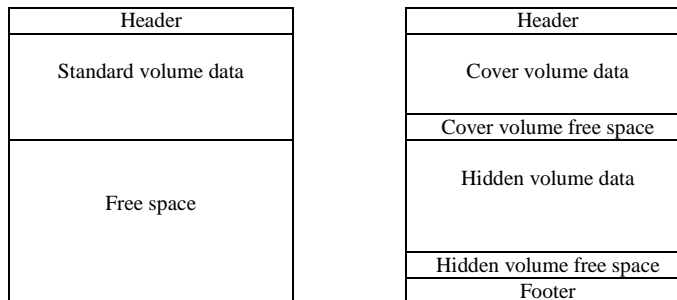 Header
Standard volume data
Free space
Header
Cover volume data
Cover volume free space
Hidden volume data
Hidden volume free space
Footer